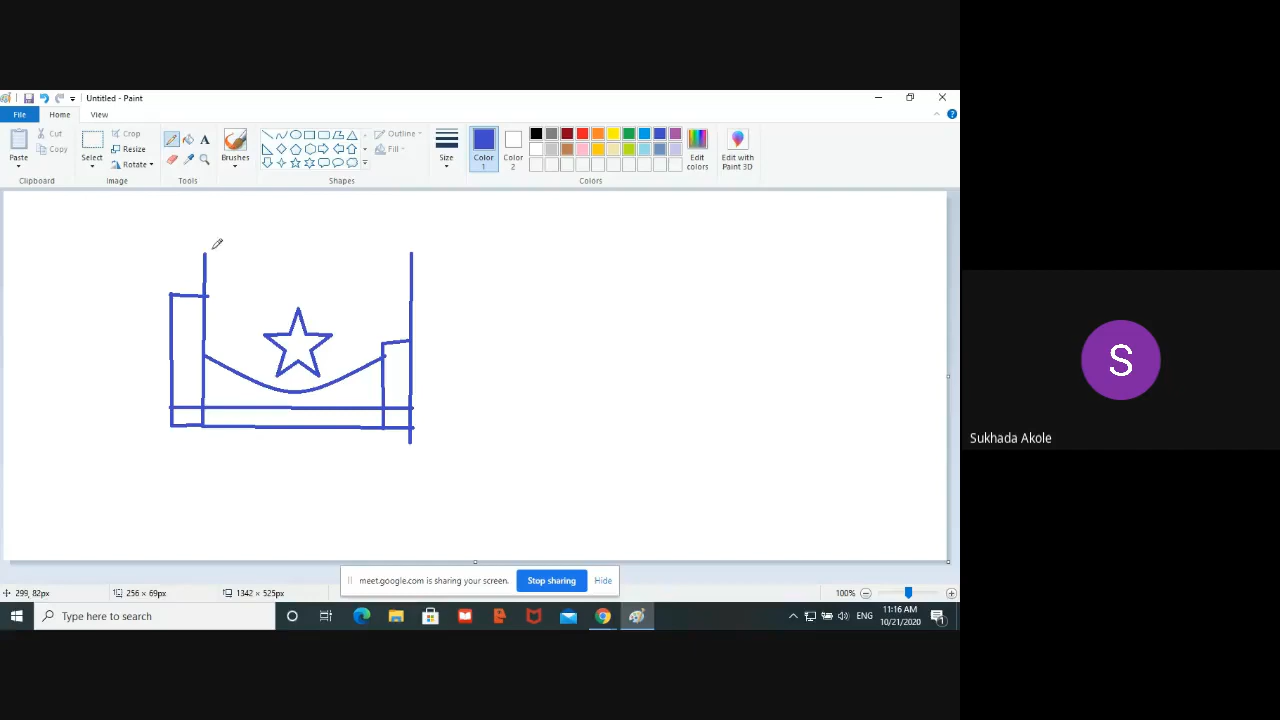 Untitled - Paint
File Home View
Paste Cut Copy Clipboard
Select Crop Resize Rotate Image
Tools
Brushes
Outline Fill Shapes
Size
Color 1
Color 2
Edit colors
Colors
Edit with Paint 3D
S
Sukhada Akole
meet.google.com is sharing your screen. Stop sharing Hide
299, 82px 256 × 69px 1342 × 525px 100%
Type here to search
ENG
11:16 AM
10/21/2020